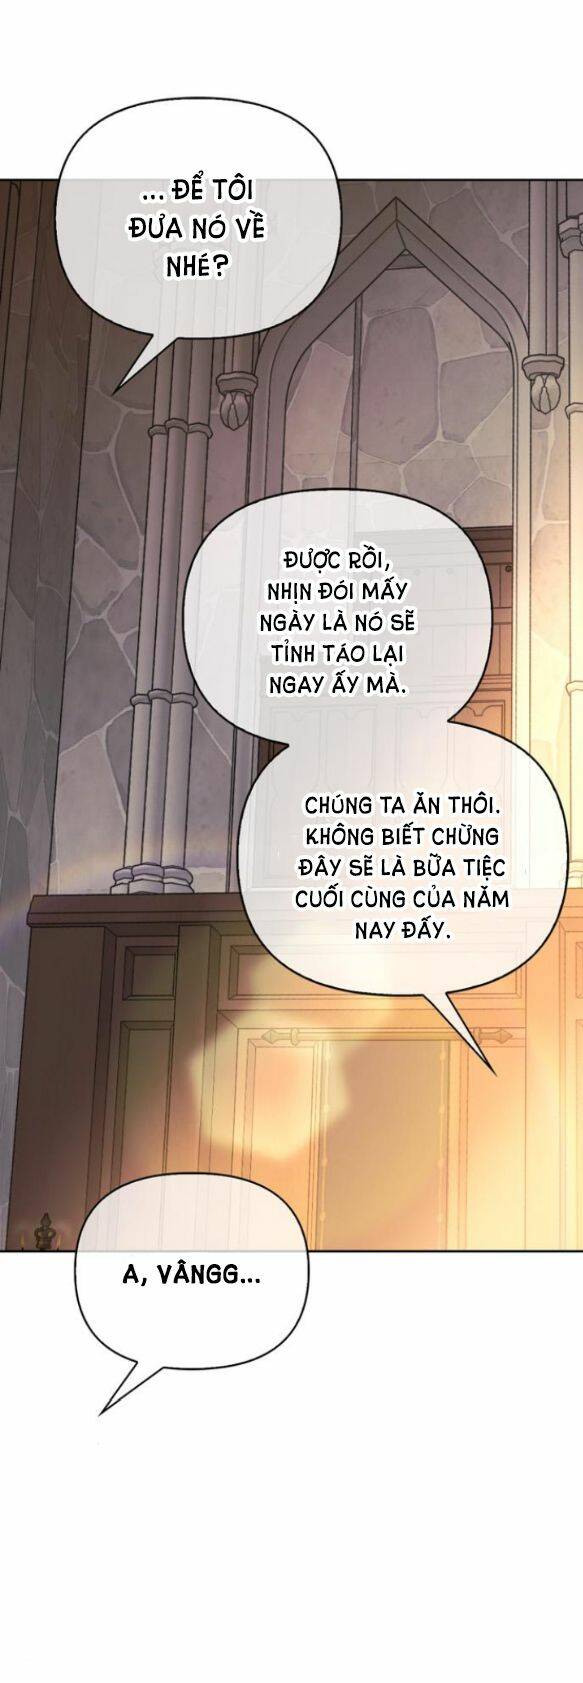 ... ĐỂ TÔI
ĐƯA NÓ VỀ
NHÉ?
ĐƯỢC RỒI,
NHỊN ĐÓI MẤY
NGÀY LÀ NÓ SẼ
TỈNH TÁO LẠI
NGAY ẤY MÀ.
CHÚNG TA ĂN THÔI.
KHÔNG BIẾT CHỪNG
ĐÂY SẼ LÀ BỮA TIỆC
CUỐI CÙNG CỦA NĂM
NAY ĐẤY.
A, VÂNGG...